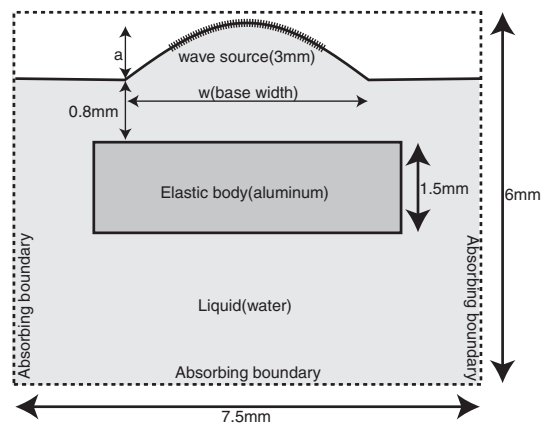 a
wave source(3mm)
w(base width)
0.8mm
Elastic body(aluminum)
1.5mm
6mm
Absorbing boundary
Absorbing boundary
Liquid(water)
Absorbing boundary
7.5mm